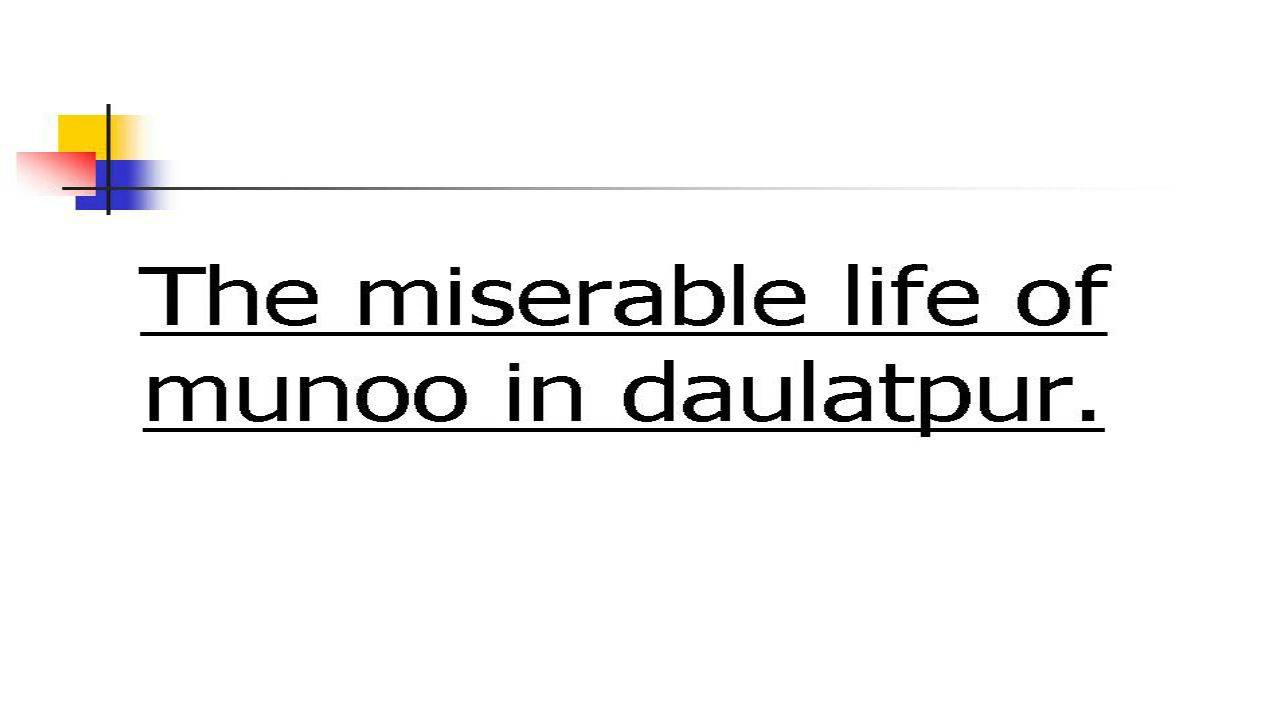 The miserable life of
munoo in daulatpur.